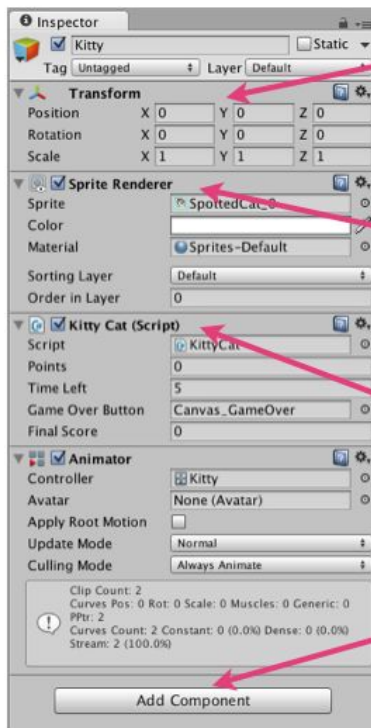 Inspector
Kitty Static
Tag Untagged Layer Default
Transform
Position X 0 Y 0 Z 0
Rotation X 0 Y 0 Z 0
Scale X 1 Y 1 Z 1
Sprite Renderer
Sprite SpottedCat_0
Color
Material Sprites-Default
Sorting Layer Default
Order in Layer 0
Kitty Cat (Script)
Script KittyCat
Points 0
Time Left 5
Game Over Button Canvas_GameOver
Final Score 0
Animator
Controller Kitty
Avatar None (Avatar)
Apply Root Motion
Update Mode Normal
Culling Mode Always Animate
Clip Count: 2
Curves Pos: 0 Rot: 0 Scale: 0 Muscles: 0 Generic: 0
PPtr: 2
Curves Count: 2 Constant: 0 (0.0%) Dense: 0 (0.0%)
Stream: 2 (100.0%)
Add Component